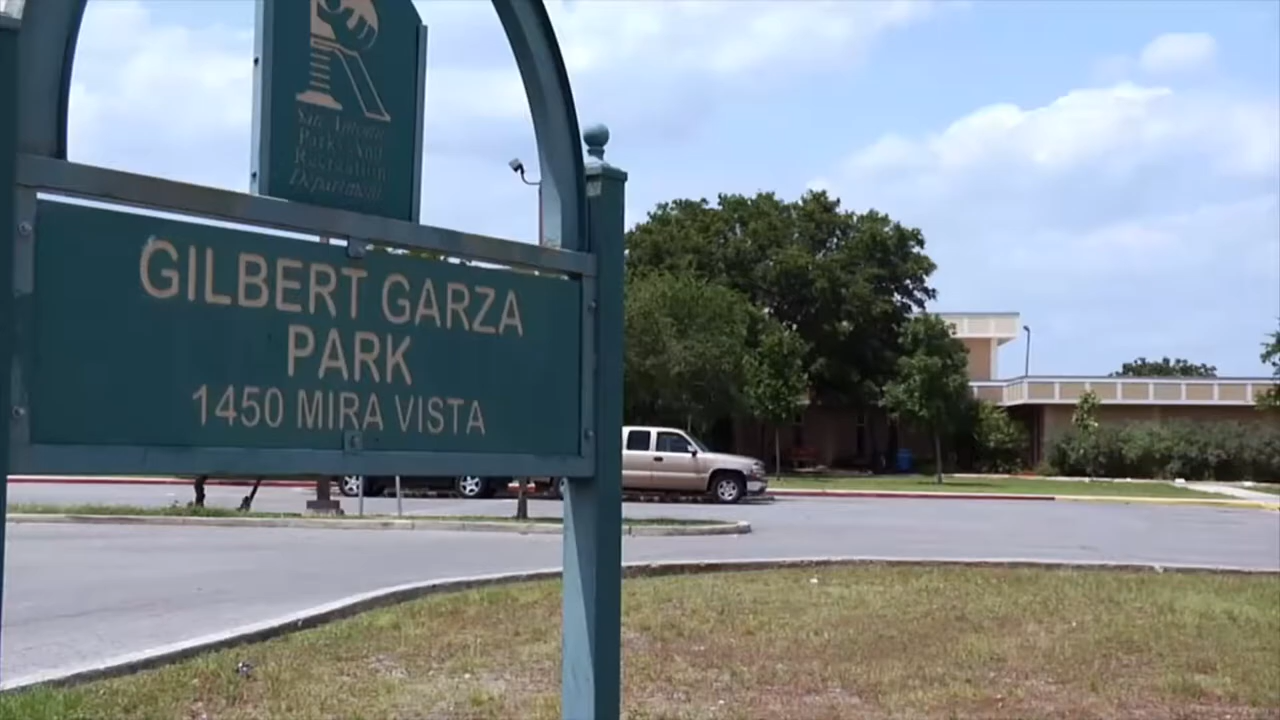 San Antonio
Parks And
Recreation
Department
GILBERT GARZA
PARK
1450 MIRA VISTA